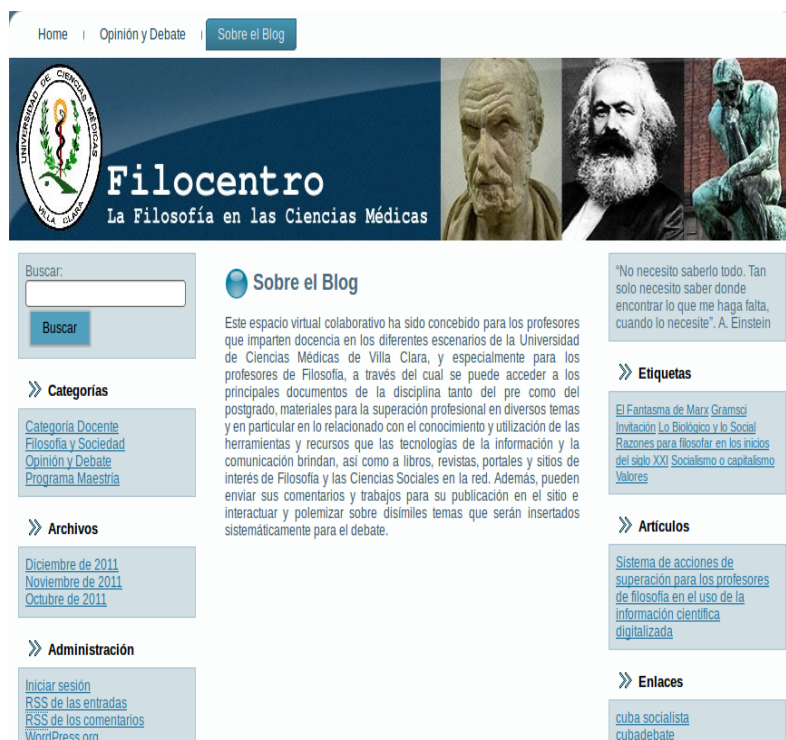 Home
Opinión y Debate
Sobre el Blog
UNIVERSIDAD DE CIENCIAS MÉDICAS
VILLA CLARA
Filocentro
La Filosofía en las Ciencias Médicas
Buscar:
Buscar
Categorías
Categoría Docente
Filosofía y Sociedad
Opinión y Debate
Programa Maestría
Archivos
Diciembre de 2011
Noviembre de 2011
Octubre de 2011
Administración
Iniciar sesión
RSS de las entradas
RSS de los comentarios
WordPress.org
Sobre el Blog
Este espacio virtual colaborativo ha sido concebido para los profesores
que imparten docencia en los diferentes escenarios de la Universidad
de Ciencias Médicas de Villa Clara, y especialmente para los
profesores de Filosofía, a través del cual se puede acceder a los
principales documentos de la disciplina tanto del pre como del
postgrado, materiales para la superación profesional en diversos temas
y en particular en lo relacionado con el conocimiento y utilización de las
herramientas y recursos que las tecnologías de la información y la
comunicación brindan, así como a libros, revistas, portales y sitios de
interés de Filosofía y las Ciencias Sociales en la red. Además, pueden
enviar sus comentarios y trabajos para su publicación en el sitio e
interactuar y polemizar sobre disímiles temas que serán insertados
sistemáticamente para el debate.
“No necesito saberlo todo. Tan
solo necesito saber donde
encontrar lo que me haga falta,
cuando lo necesite”. A. Einstein
Etiquetas
El Fantasma de Marx Gramsci
Invitación Lo Biológico y lo Social
Razones para filosofar en los inicios
del siglo XXI Socialismo o capitalismo
Valores
Artículos
Sistema de acciones de
superación para los profesores
de filosofía en el uso de la
información científica
digitalizada
Enlaces
cuba socialista
cubadebate